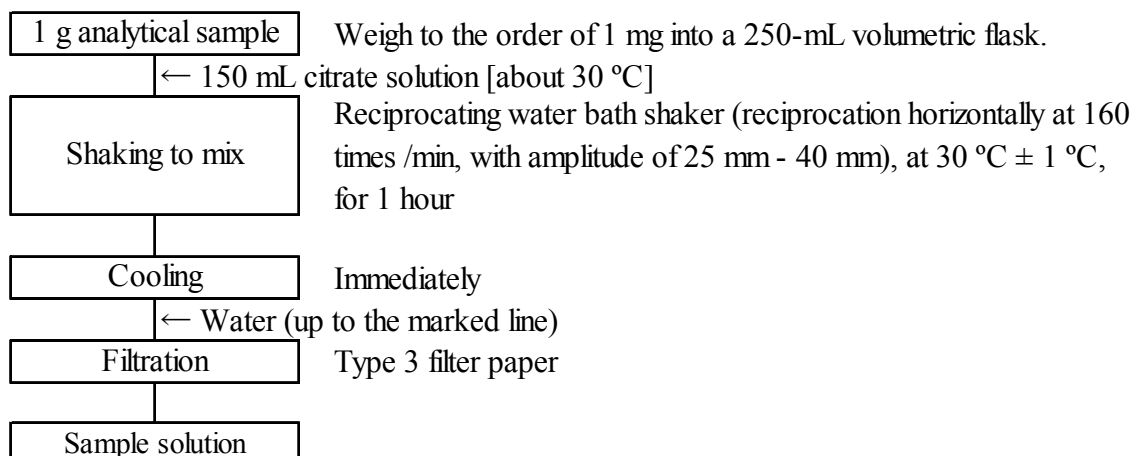 1 g analytical sample Weigh to the order of 1 mg into a 250-mL volumetric flask.
← 150 mL citrate solution [about 30 ºC]
Shaking to mix
Reciprocating water bath shaker (reciprocation horizontally at 160
times /min, with amplitude of 25 mm - 40 mm), at 30 ºC ± 1 ºC,
for 1 hour
Cooling Immediately
← Water (up to the marked line)
Filtration Type 3 filter paper
Sample solution